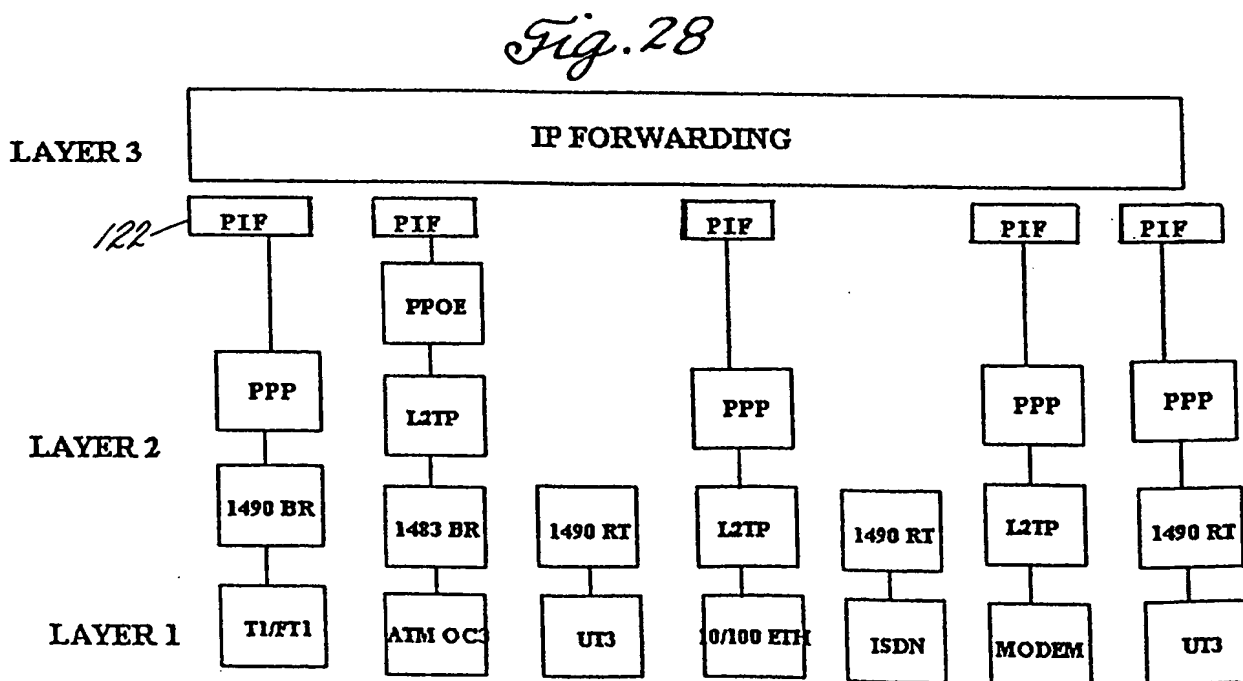 Fig. 28
IP FORWARDING
LAYER 3
122 PIF PIF PIF PIF PIF
PPOE
PPP L2TP PPP PPP PPP
LAYER 2
1490 BR 1483 BR 1490 RT L2TP 1490 RT L2TP 1490 RT
LAYER 1 T1/FT1 ATM OC3 UT3 10/100 ETH ISDN MODEM UT3